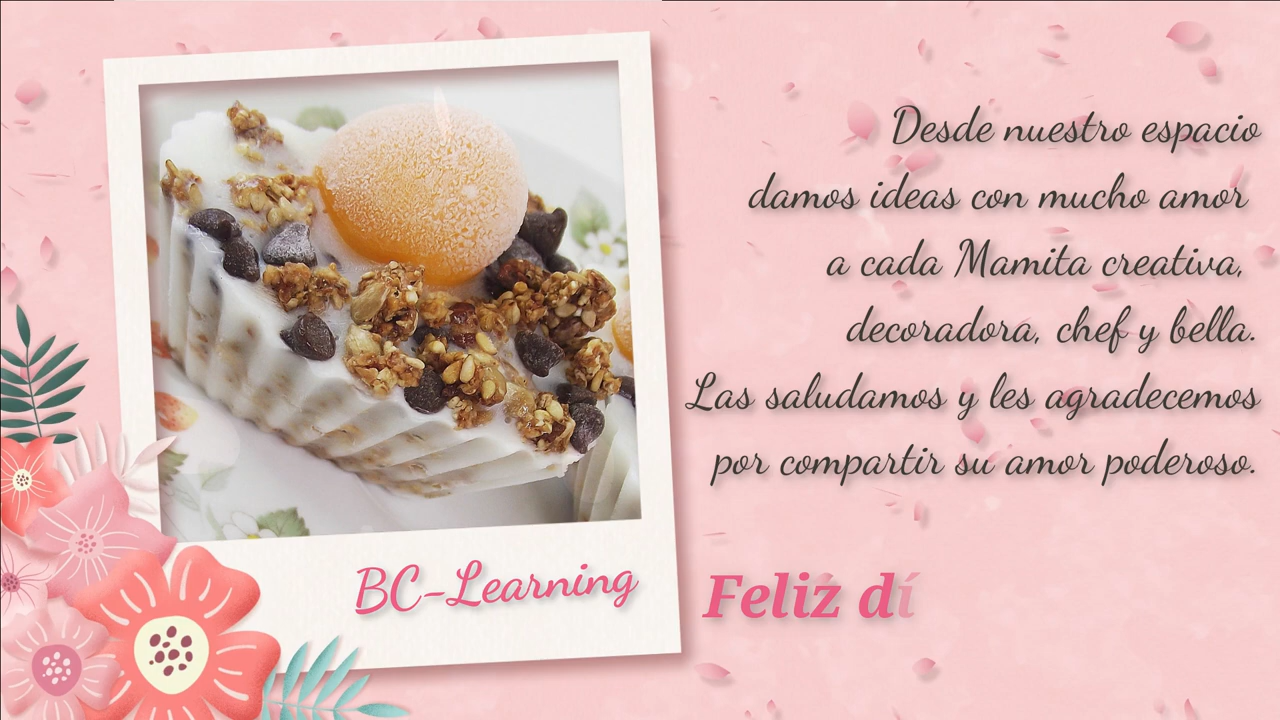 Desde nuestro espacio
damos ideas con mucho amor
a cada Mamita creativa,
decoradora, chef y bella.
Las saludamos y les agradecemos
por compartir su amor poderoso.
BC-Learning
Feliz dí